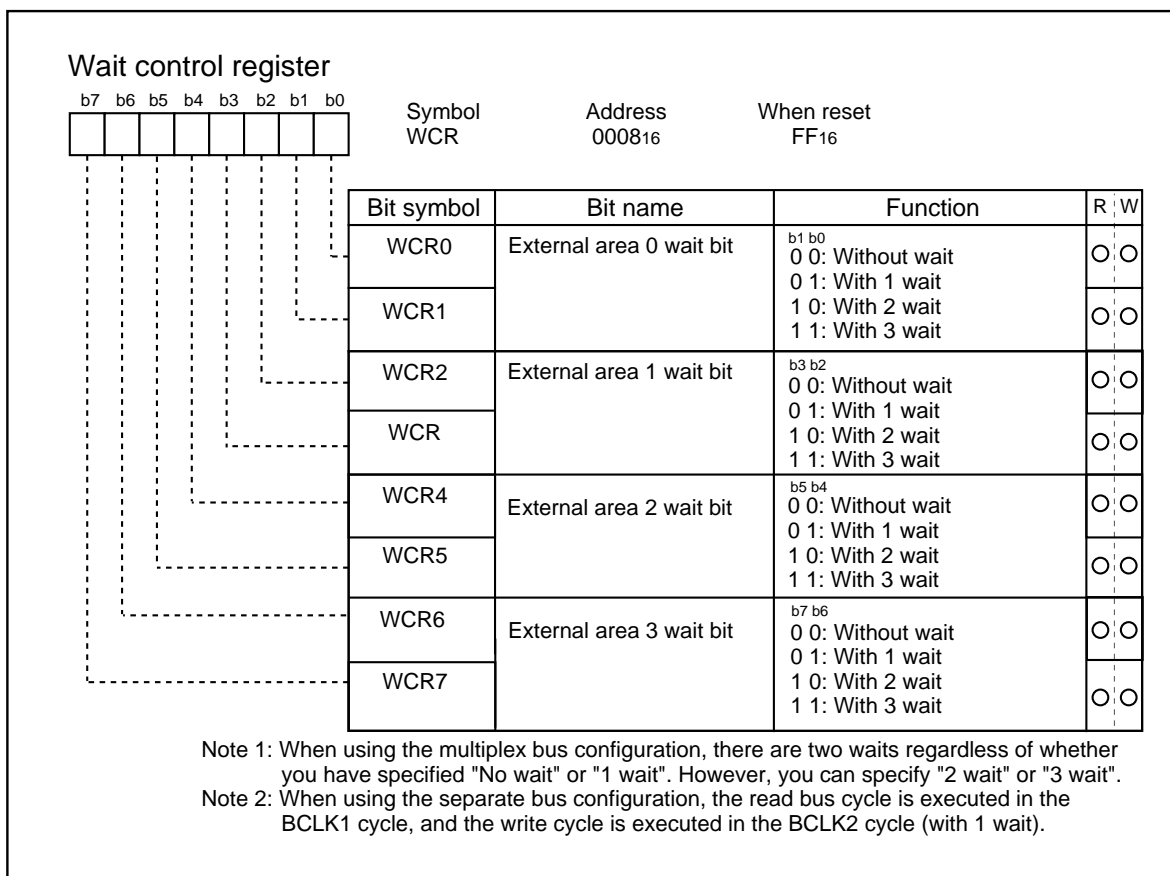 Wait control register
b7 b6 b5 b4 b3 b2 b1 b0
Symbol Address When reset
WCR 000816 FF16
Bit symbol Bit name Function R W
WCR0 External area 0 wait bit b1 b0
0 0: Without wait
0 1: With 1 wait
WCR1 1 0: With 2 wait
1 1: With 3 wait
WCR2 External area 1 wait bit b3 b2
0 0: Without wait
0 1: With 1 wait
WCR 1 0: With 2 wait
1 1: With 3 wait
WCR4 External area 2 wait bit b5 b4
0 0: Without wait
0 1: With 1 wait
WCR5 1 0: With 2 wait
1 1: With 3 wait
WCR6 External area 3 wait bit b7 b6
0 0: Without wait
0 1: With 1 wait
WCR7 1 0: With 2 wait
1 1: With 3 wait
Note 1: When using the multiplex bus configuration, there are two waits regardless of whether
you have specified "No wait" or "1 wait". However, you can specify "2 wait" or "3 wait".
Note 2: When using the separate bus configuration, the read bus cycle is executed in the
BCLK1 cycle, and the write cycle is executed in the BCLK2 cycle (with 1 wait).